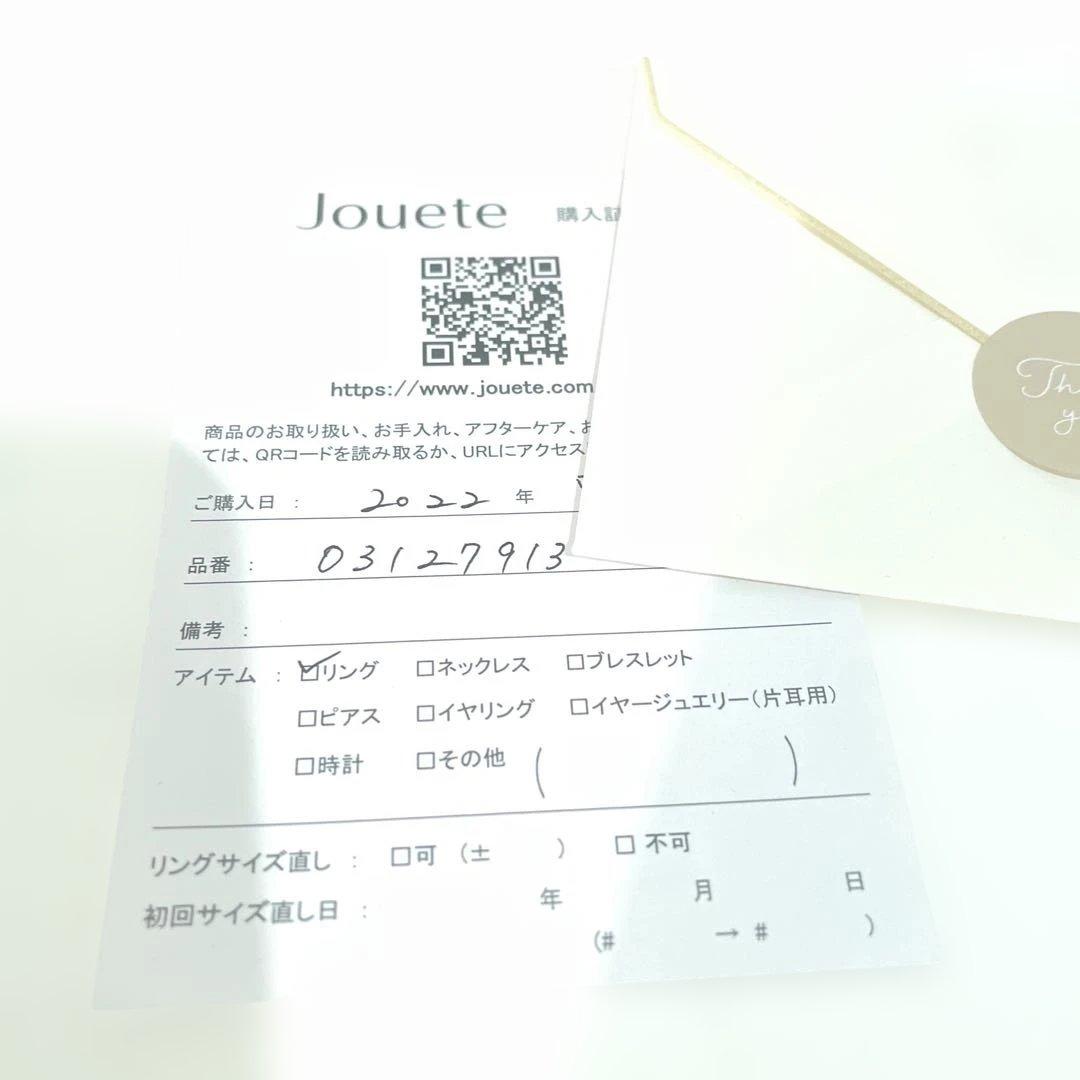 Jouete 購入記
https://www.jouete.com
商品のお取り扱い、お手入れ、アフターケア、お
ては、QRコードを読み取るか、URLにアクセス
ご購入日 : 2022 年
品番 : 03127913
備考 :
アイテム : ☑リング □ネックレス □ブレスレット
□ピアス □イヤリング □イヤージュエリー(片耳用)
□時計 □その他 ( )
リングサイズ直し : □可 (± ) □ 不可
初回サイズ直し日 : 年 月 日
(# → # )
Th
y